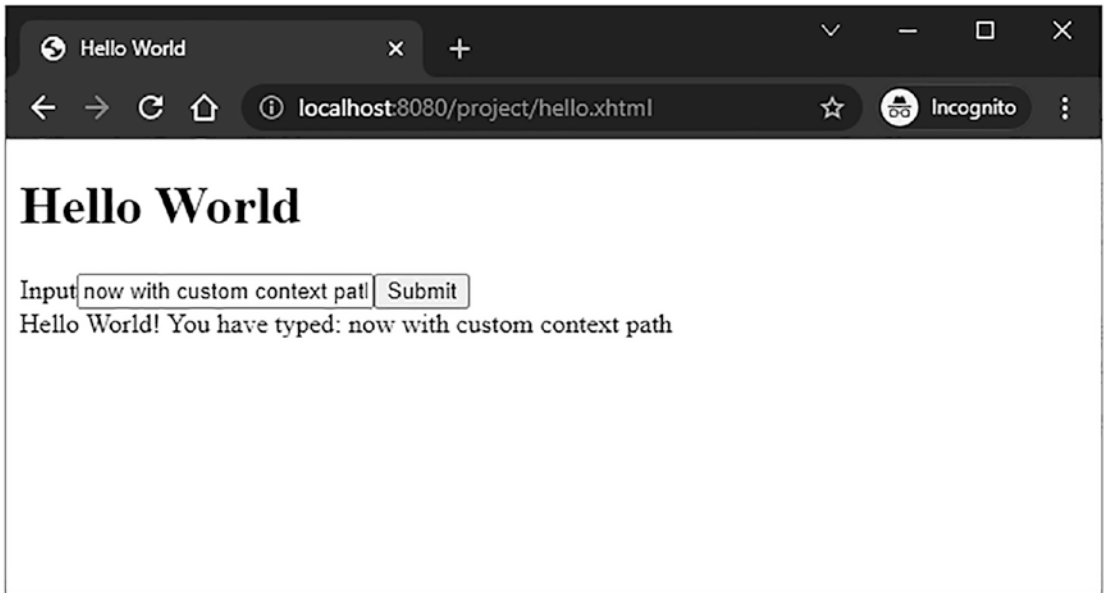 Hello World
localhost:8080/project/hello.xhtml Incognito
Hello World
Input now with custom context path Submit
Hello World! You have typed: now with custom context path